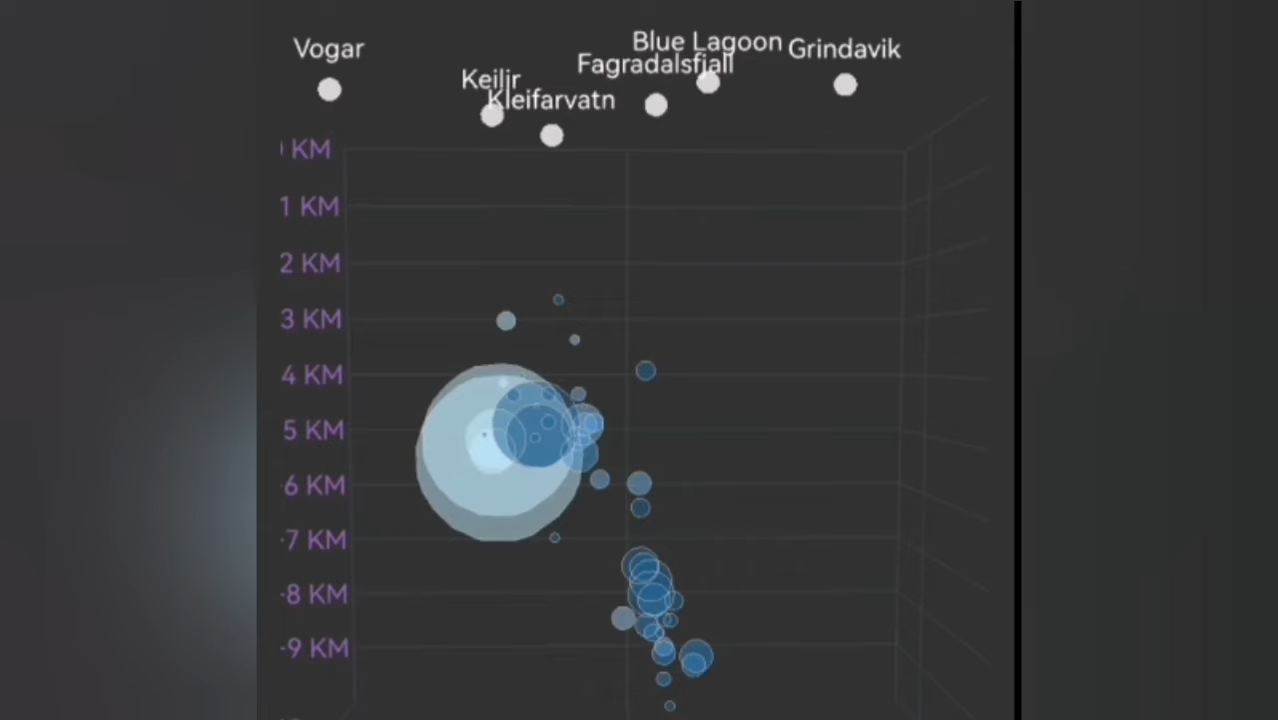 Blue Lagoon
Vogar
Grindavik
Fagradalsfjall
Keilir
Kleifarvatn
KM
1 KM
2 KM
3 KM
4 KM
5 KM
-6 KM
-7 KM
-8 KM
-9 KM